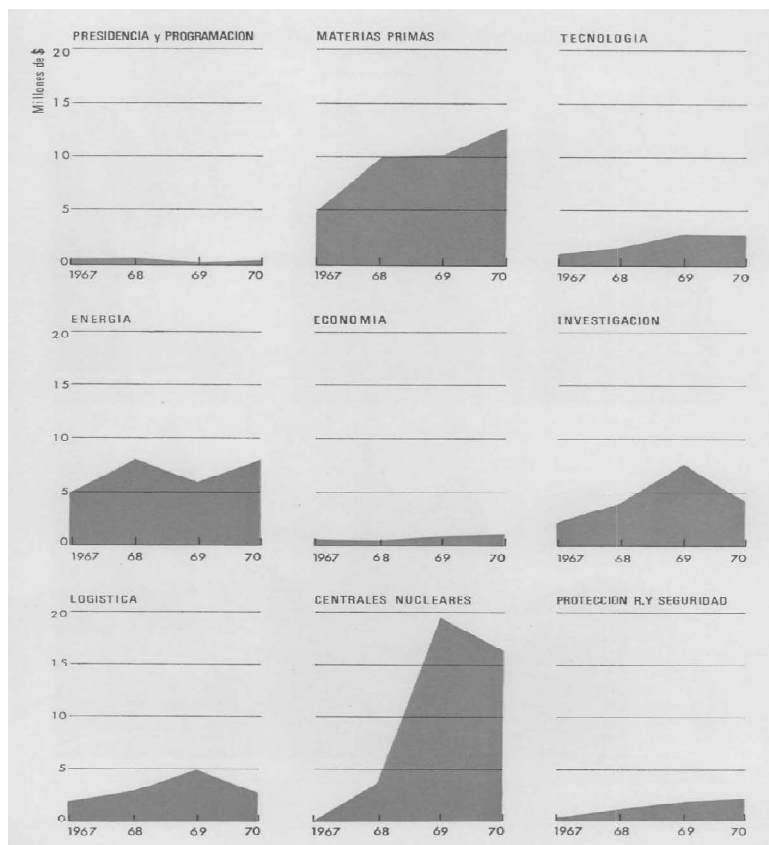 PRESIDENCIA y PROGRAMACION
Millones de $
20
15
10
5
0
1967 68 69 70
MATERIAS PRIMAS
1967 68 69 70
TECNOLOGIA
1967 68 69 70
ENERGIA
20
15
10
5
0
1967 68 69 70
ECONOMIA
1967 68 69 70
INVESTIGACION
1967 68 69 70
LOGISTICA
20
15
10
5
0
1967 68 69 70
CENTRALES NUCLEARES
1967 68 69 70
PROTECCION R.Y SEGURIDAD
1967 68 69 70